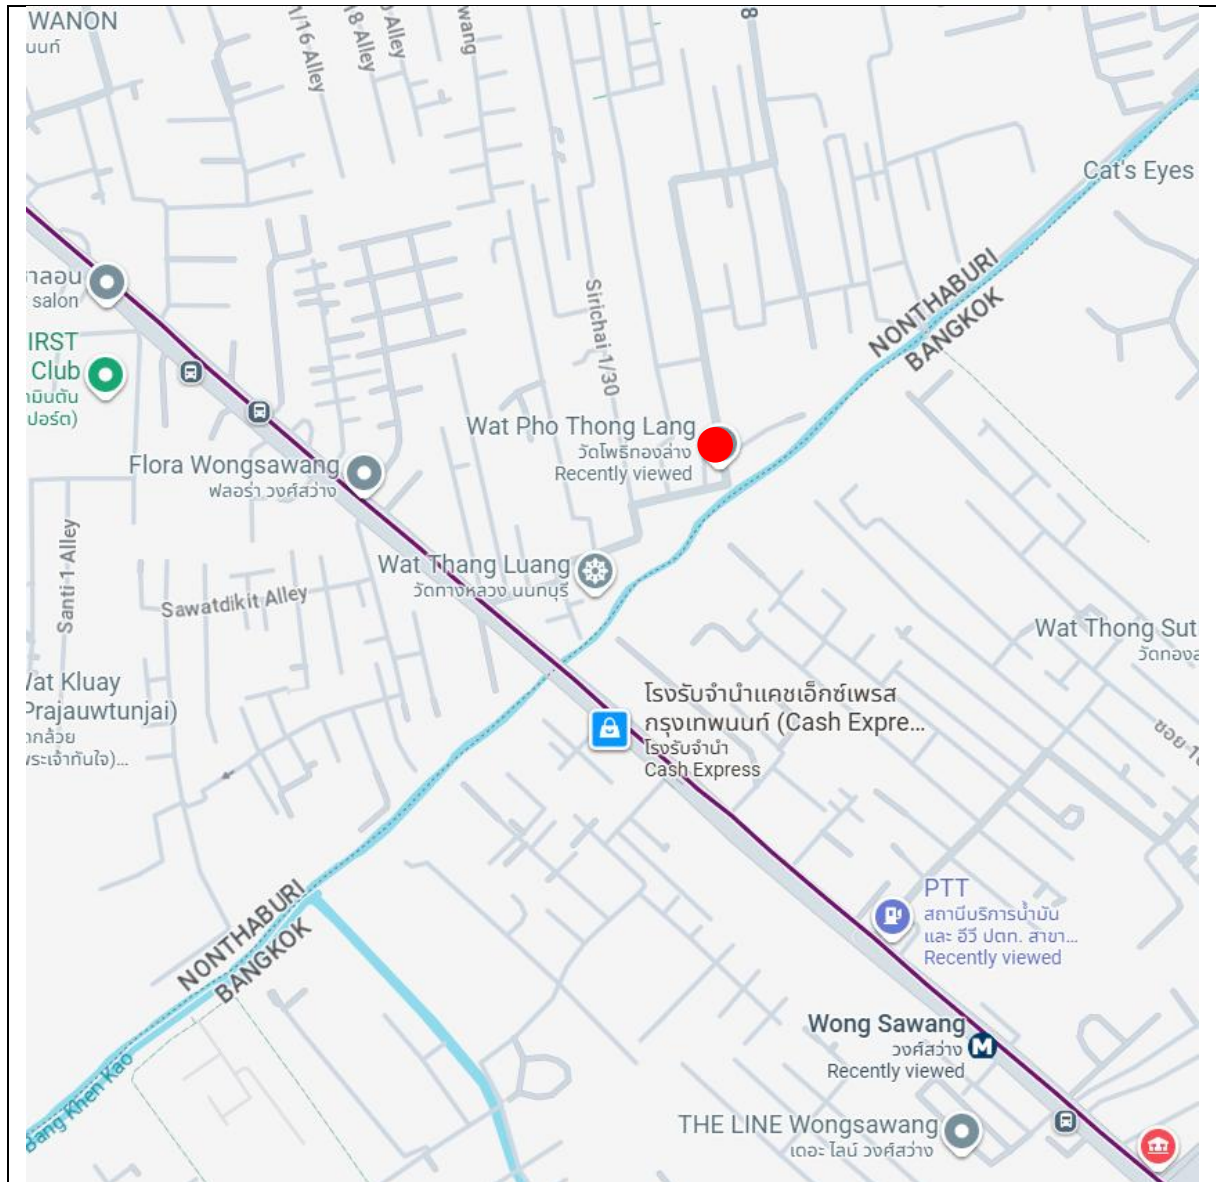 WANON
นนท์
1/16 Alley
18 Alley
Alley
wang
8
Cat's Eyes
NONTHABURI
BANGKOK
าลอน
salon
IRST
Club
ามินตัน
ปอร์ต)
Sirichai 1/30
Wat Pho Thong Lang
วัดโพธิ์ทองล่าง
Recently viewed
Flora Wongsawang
ฟลอร่า วงศ์สว่าง
Santi 1 Alley
Wat Thang Luang
วัดทางหลวง นนทบุรี
Sawatdikit Alley
Wat Thong Sut
วัดทองส
Wat Kluay
Prajauwtunjai)
ดกล้วย
พระเจ้าทันใจ)...
โรงรับจำนำแคชเอ็กซ์เพรส
กรุงเทพนนท์ (Cash Expre...
โรงรับจำนำ
Cash Express
ซอย 1
NONTHABURI
BANGKOK
PTT
สถานีบริการน้ำมัน
และ อีวี ปตท. สาขา...
Recently viewed
Wong Sawang
วงศ์สว่าง
Recently viewed
M
Bang Khen Kao
THE LINE Wongsawang
เดอะ ไลน์ วงศ์สว่าง